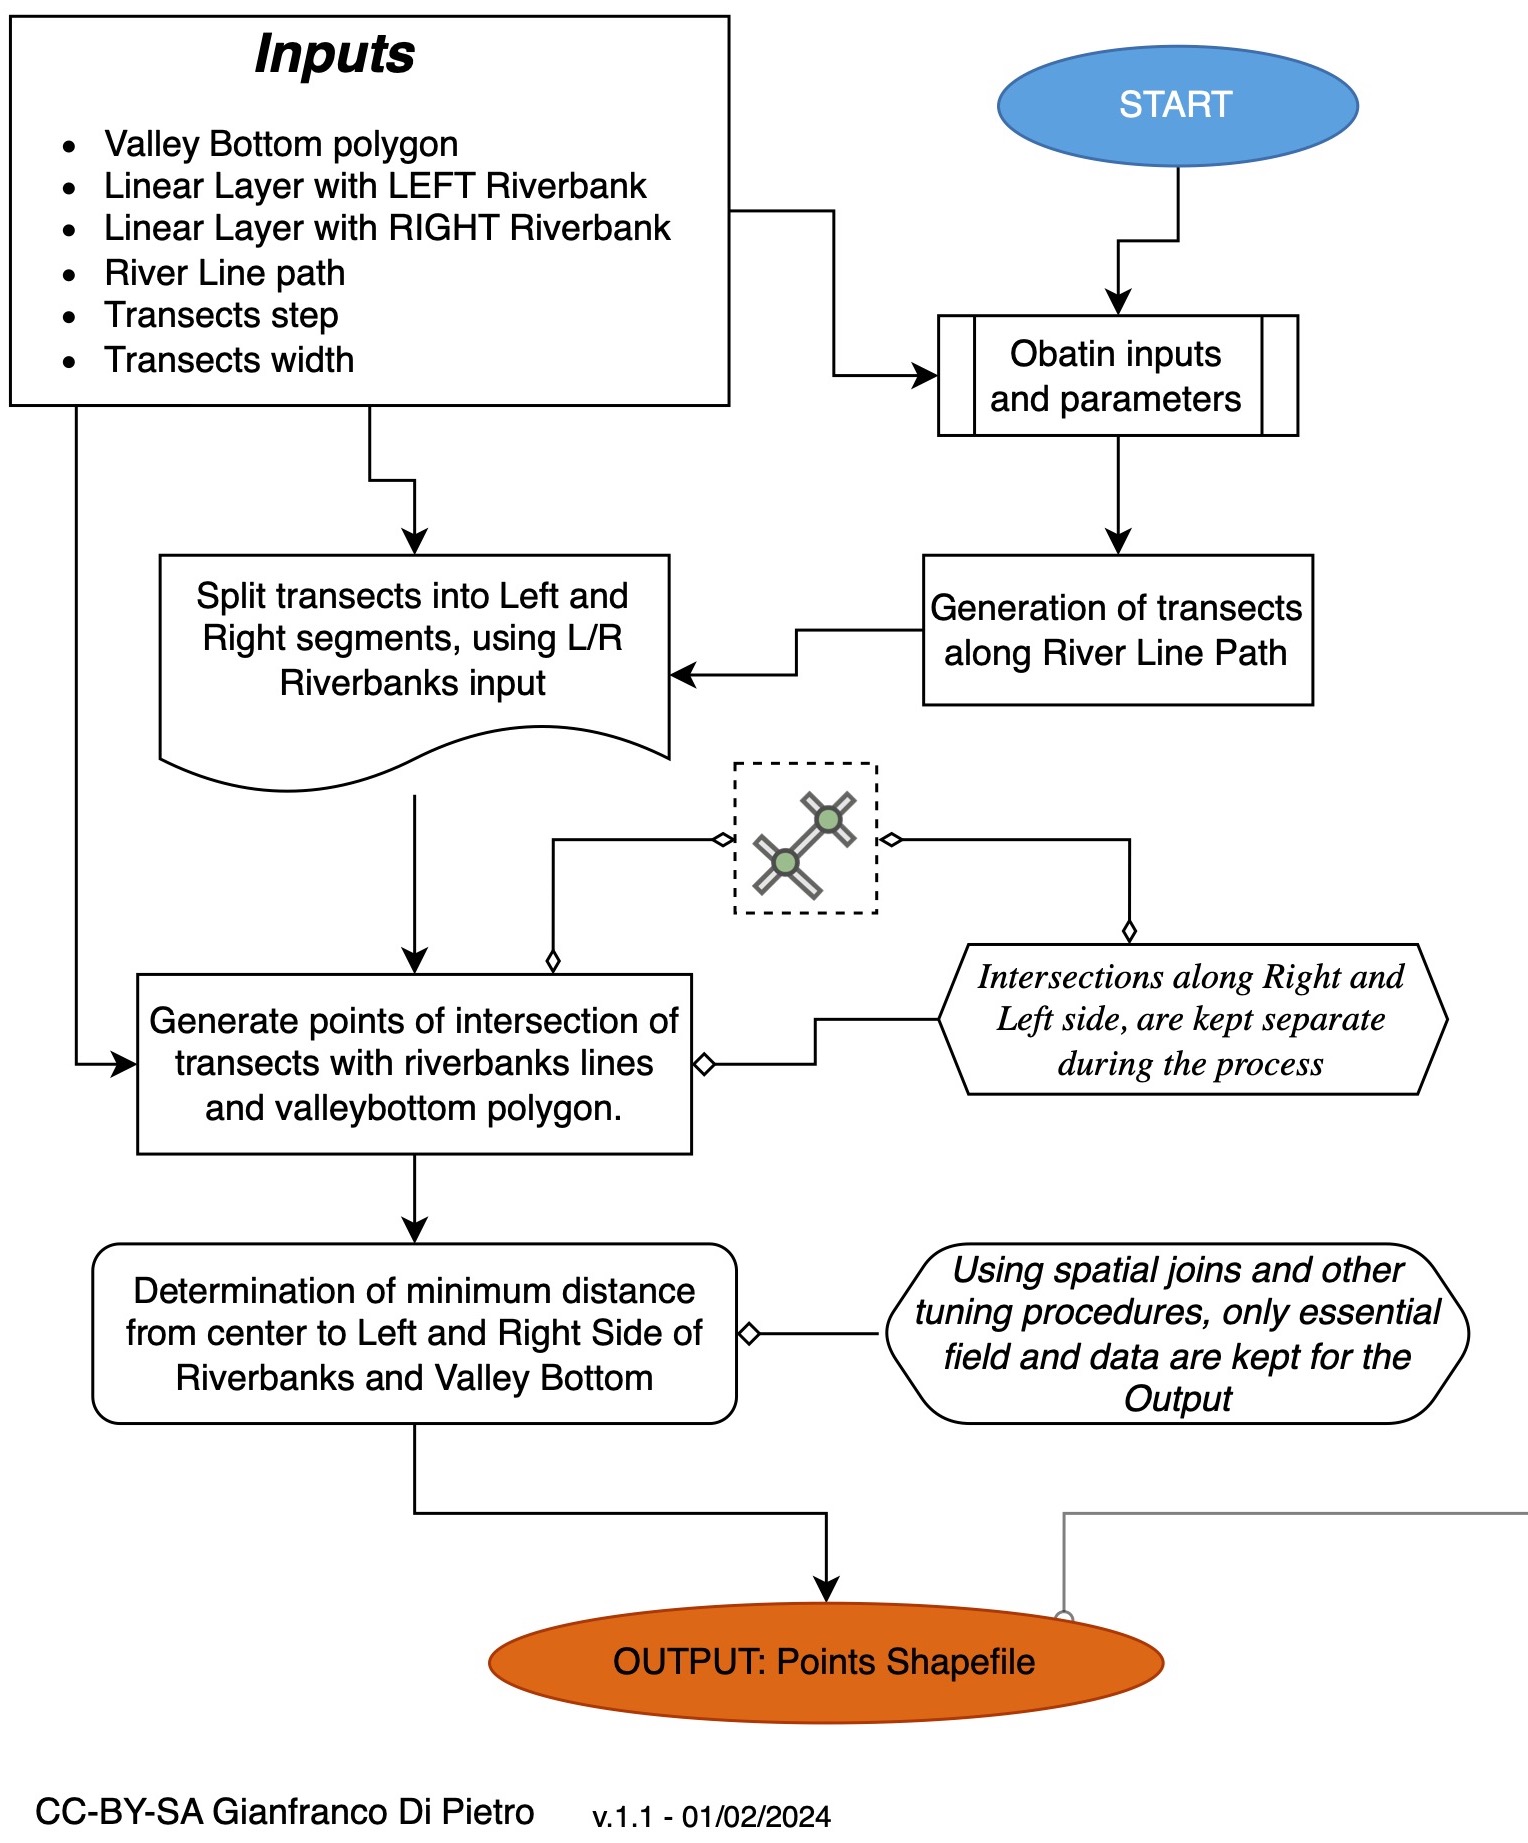 Inputs
• Valley Bottom polygon
• Linear Layer with LEFT Riverbank
• Linear Layer with RIGHT Riverbank
• River Line path
• Transects step
• Transects width
START
Obatin inputs
and parameters
Generation of transects
along River Line Path
Split transects into Left and
Right segments, using L/R
Riverbanks input
Generate points of intersection of
transects with riverbanks lines
and valleybottom polygon.
Intersections along Right and
Left side, are kept separate
during the process
Determination of minimum distance
from center to Left and Right Side of
Riverbanks and Valley Bottom
Using spatial joins and other
tuning procedures, only essential
field and data are kept for the
Output
OUTPUT: Points Shapefile
CC-BY-SA Gianfranco Di Pietro
v.1.1 - 01/02/2024